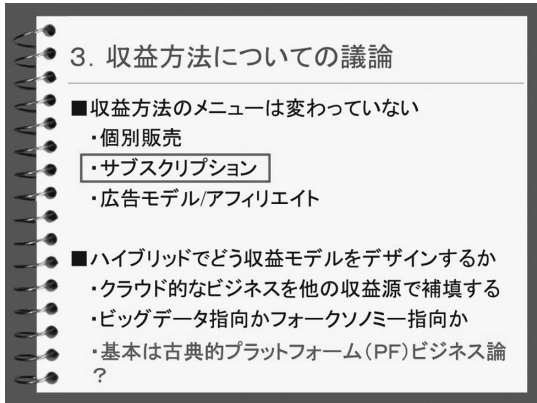 ３．収益方法についての議論
■収益方法のメニューは変わっていない
・個別販売
・サブスクリプション
・広告モデル/アフィリエイト
■ハイブリッドでどう収益モデルをデザインするか
・クラウド的なビジネスを他の収益源で補填する
・ビッグデータ指向かフォークソノミー指向か
・基本は古典的プラットフォーム（PF）ビジネス論
？